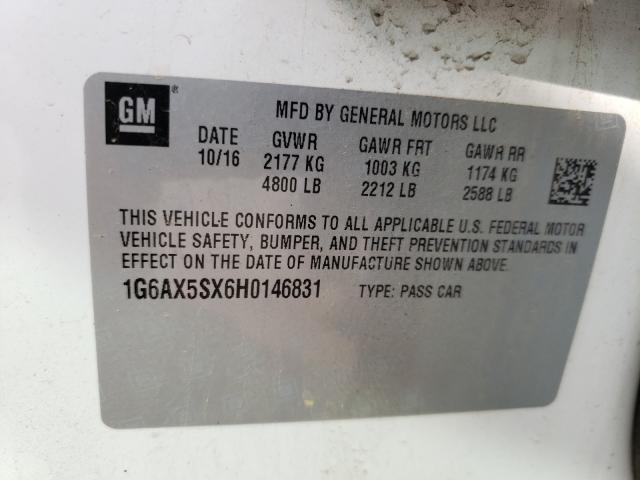 GM®
MFD BY GENERAL MOTORS LLC
DATE GVWR GAWR FRT GAWR RR
10/16 2177 KG 1003 KG 1174 KG
4800 LB 2212 LB 2588 LB
THIS VEHICLE CONFORMS TO ALL APPLICABLE U.S. FEDERAL MOTOR
VEHICLE SAFETY, BUMPER, AND THEFT PREVENTION STANDARDS IN
EFFECT ON THE DATE OF MANUFACTURE SHOWN ABOVE.
1G6AX5SX6H0146831 TYPE: PASS CAR